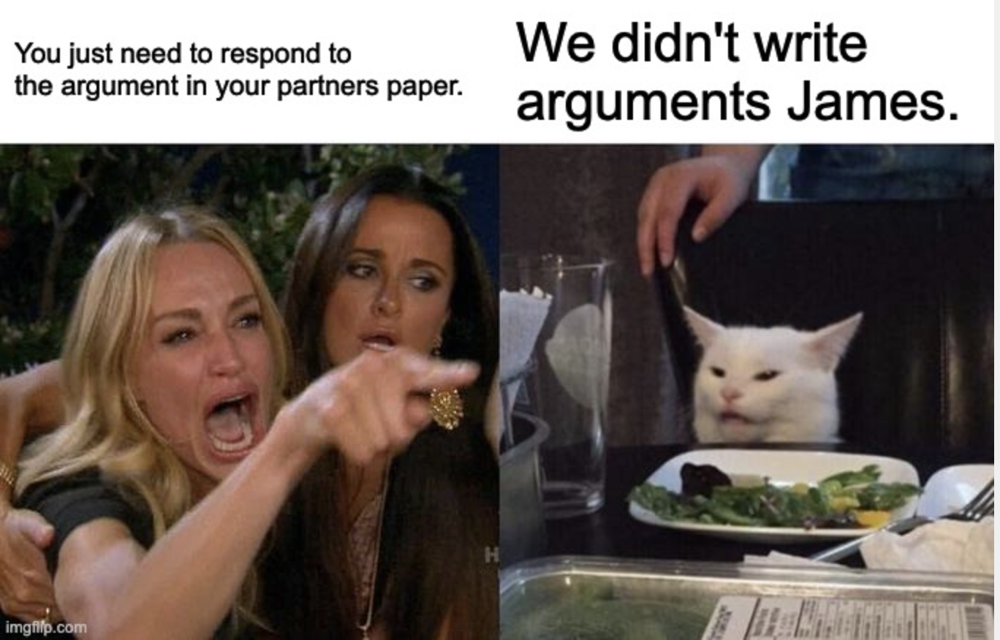 You just need to respond to
the argument in your partners paper.
We didn't write
arguments James.
H
imgflip.com